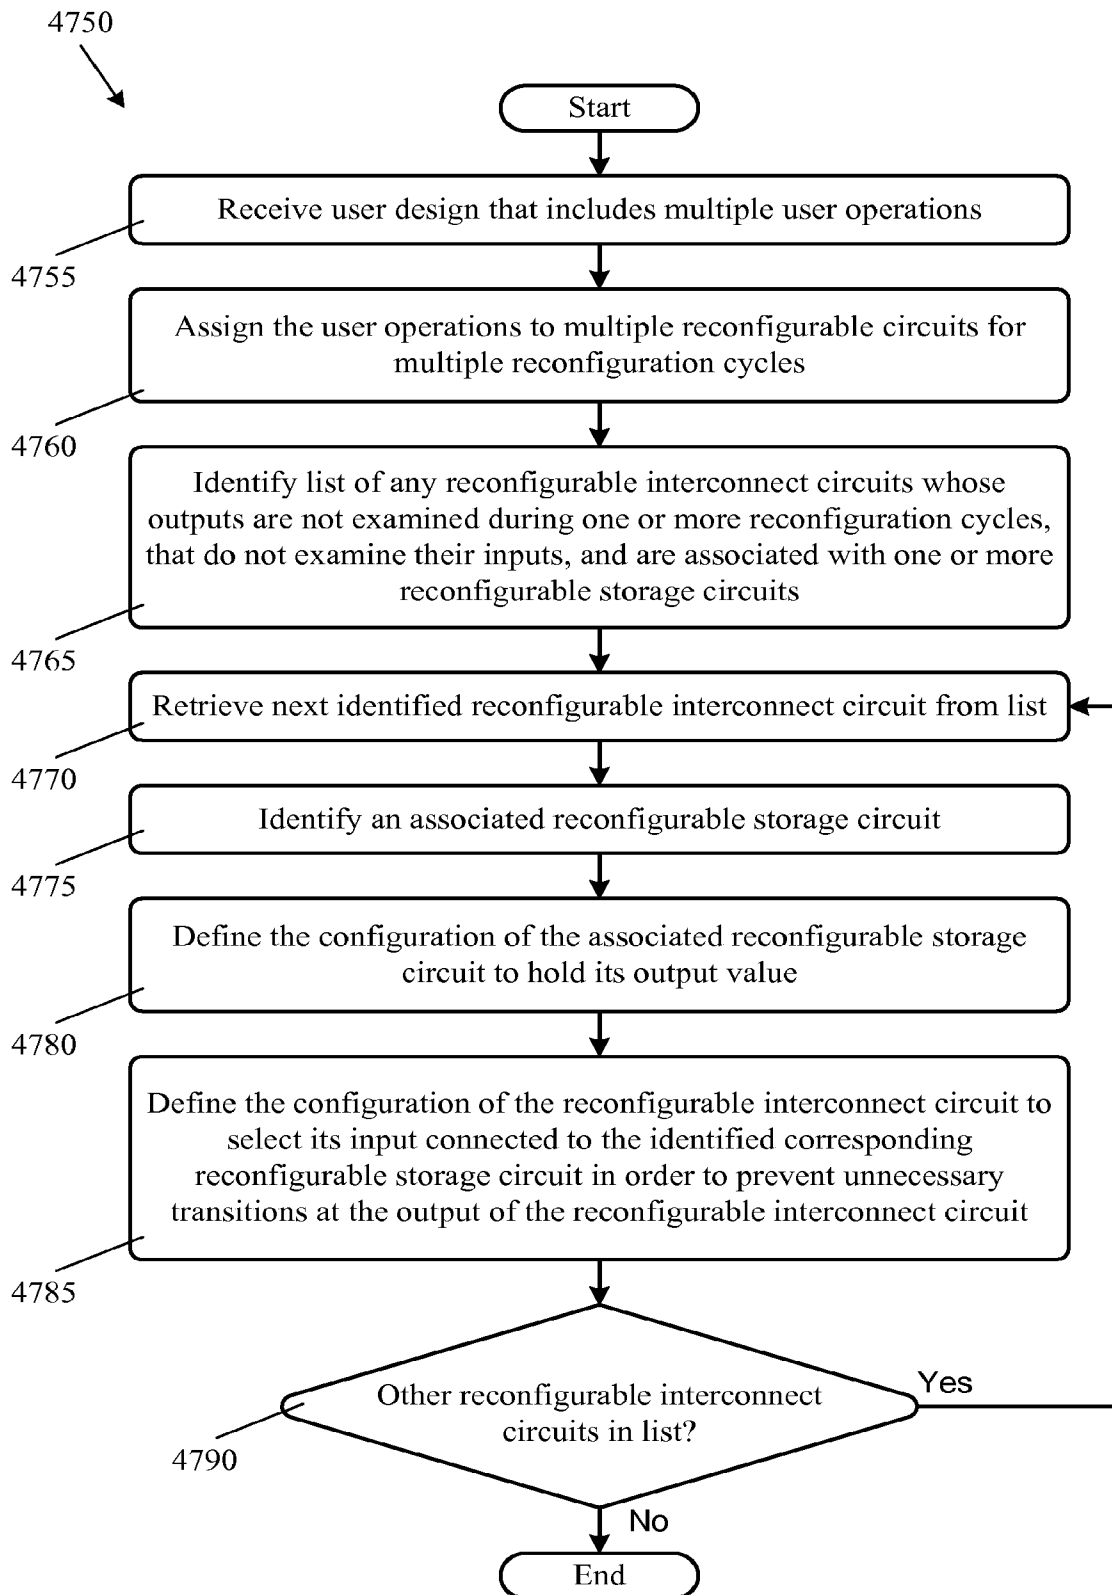 4750
Start
Receive user design that includes multiple user operations
4755
Assign the user operations to multiple reconfigurable circuits for
multiple reconfiguration cycles
4760
Identify list of any reconfigurable interconnect circuits whose
outputs are not examined during one or more reconfiguration cycles,
that do not examine their inputs, and are associated with one or more
reconfigurable storage circuits
4765
Retrieve next identified reconfigurable interconnect circuit from list
4770
Identify an associated reconfigurable storage circuit
4775
Define the configuration of the associated reconfigurable storage
circuit to hold its output value
4780
Define the configuration of the reconfigurable interconnect circuit to
select its input connected to the identified corresponding
reconfigurable storage circuit in order to prevent unnecessary
transitions at the output of the reconfigurable interconnect circuit
4785
Other reconfigurable interconnect
circuits in list?
Yes
4790
No
End